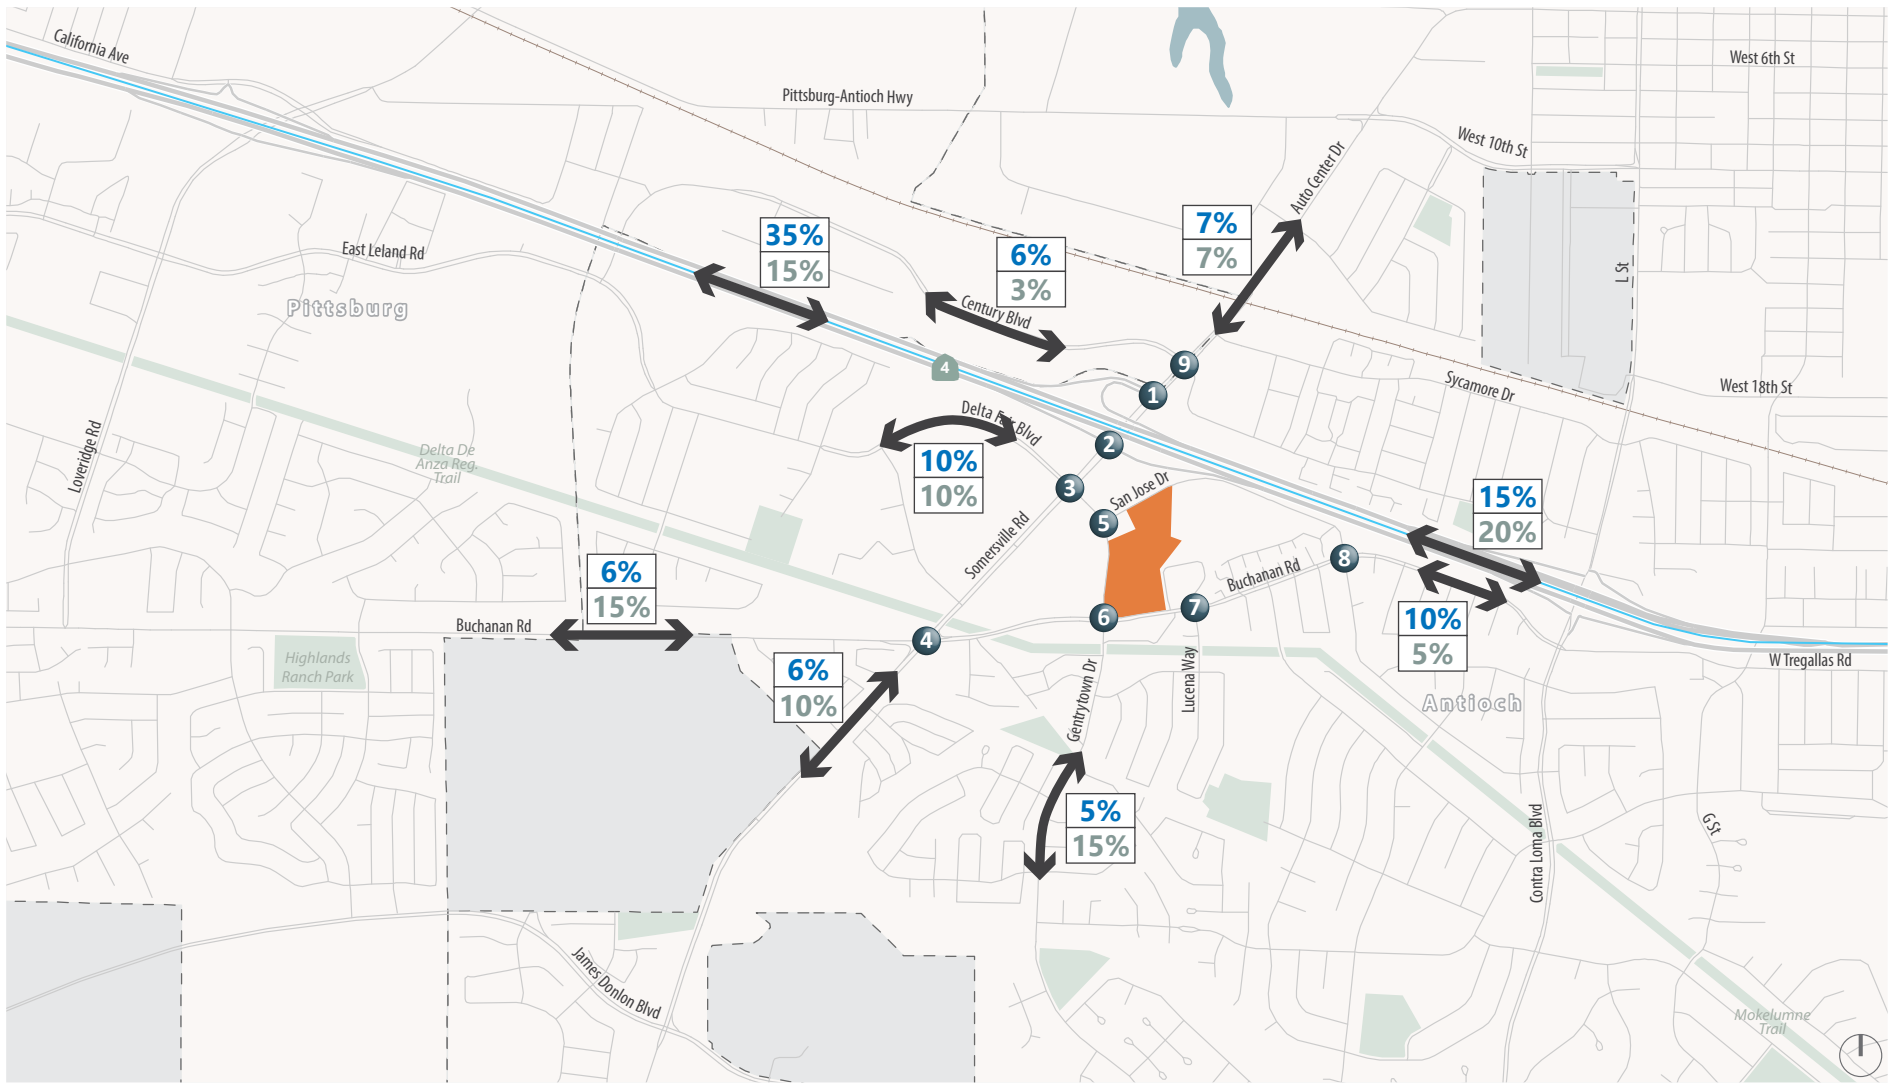 California Ave
West 6th St
Pittsburg-Antioch Hwy
West 10th St
Auto Center Dr
35%
15%
6%
3%
7%
7%
East Leland Rd
Pittsburg
Century Blvd
L St
4
9
1
Sycamore Dr
West 18th St
Delta Fair Blvd
10%
10%
2
3
San Jose Dr
5
Loveridge Rd
Delta De
Anza Reg.
Trail
Somersville Rd
15%
20%
8
Buchanan Rd
6%
15%
Buchanan Rd
10%
5%
6
7
4
Highlands
Ranch Park
6%
10%
Gentrytown Dr
Lucena Way
W Tregallas Rd
Antioch
5%
15%
Contra Loma Blvd
G St
James Donlon Blvd
Mokelumne
Trail